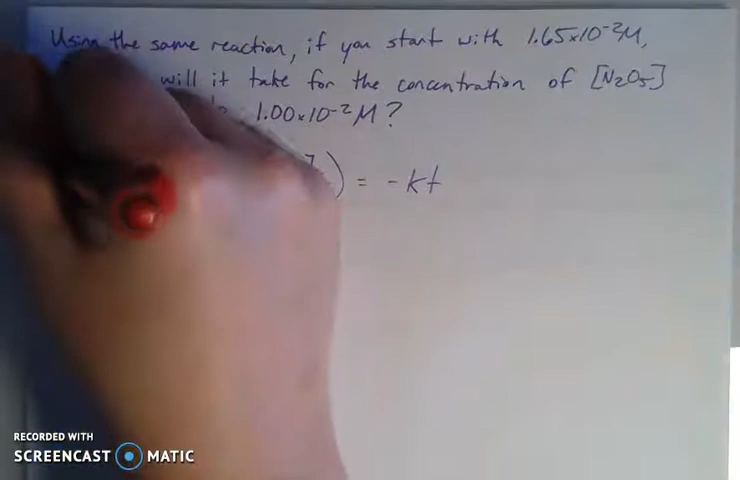 Using the same reaction, if you start with 1.65x10⁻²M,
will it take for the concentration of [N₂O₅]
1.00x10⁻²M?
) = -kt
RECORDED WITH
SCREENCAST MATIC